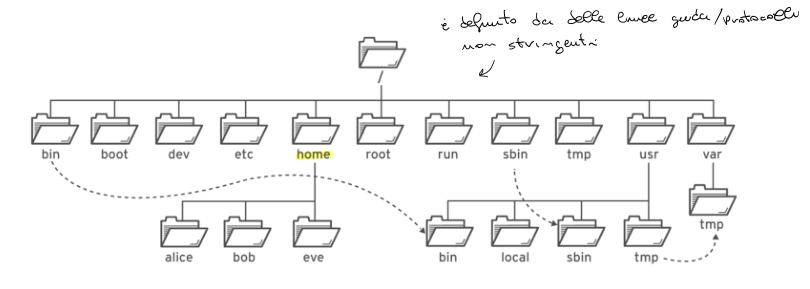 è definito da delle linee guida/protocolli
non stringenti
/
bin boot dev etc home root run sbin tmp usr var
tmp
alice bob eve bin local sbin tmp